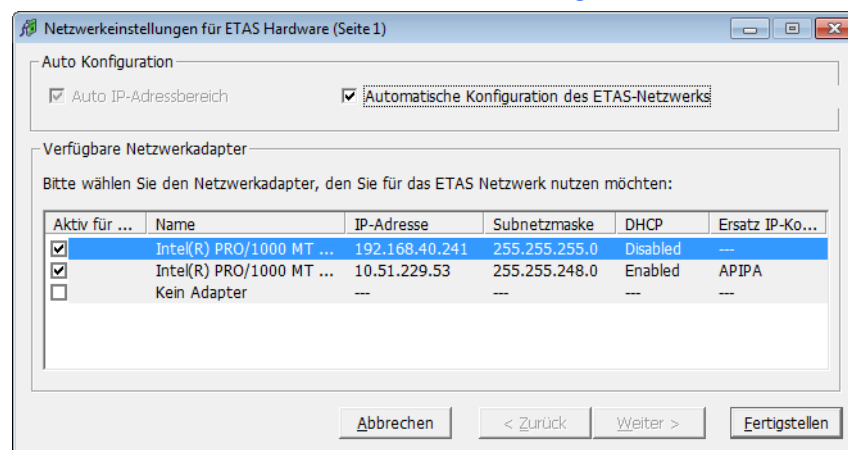 Netzwerkeinstellungen für ETAS Hardware (Seite 1)
Auto Konfiguration
Auto IP-Adressbereich Automatische Konfiguration des ETAS-Netzwerks
Verfügbare Netzwerkadapter
Bitte wählen Sie den Netzwerkadapter, den Sie für das ETAS Netzwerk nutzen möchten:
Aktiv für ... Name IP-Adresse Subnetzmaske DHCP Ersatz IP-Ko...
Intel(R) PRO/1000 MT ... 192.168.40.241 255.255.255.0 Disabled ---
Intel(R) PRO/1000 MT ... 10.51.229.53 255.255.248.0 Enabled APIPA
Kein Adapter --- --- --- ---
Abbrechen < Zurück Weiter > Fertigstellen